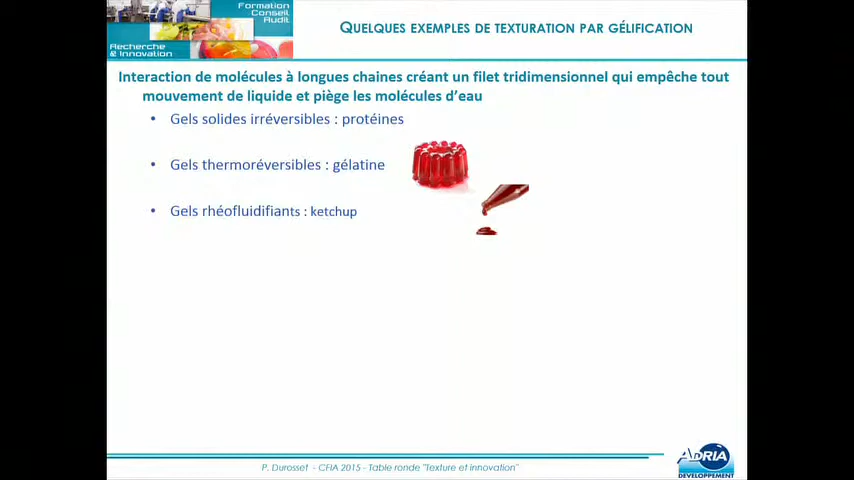 Formation
Conseil
Audit
Recherche
& Innovation
QUELQUES EXEMPLES DE TEXTURATION PAR GÉLIFICATION
Interaction de molécules à longues chaines créant un filet tridimensionnel qui empêche tout
mouvement de liquide et piège les molécules d'eau
• Gels solides irréversibles : protéines
• Gels thermoréversibles : gélatine
• Gels rhéofluidifiants : ketchup
P. Durosset - CFIA 2015 - Table ronde "Texture et innovation"
ADRIA
DÉVELOPPEMENT